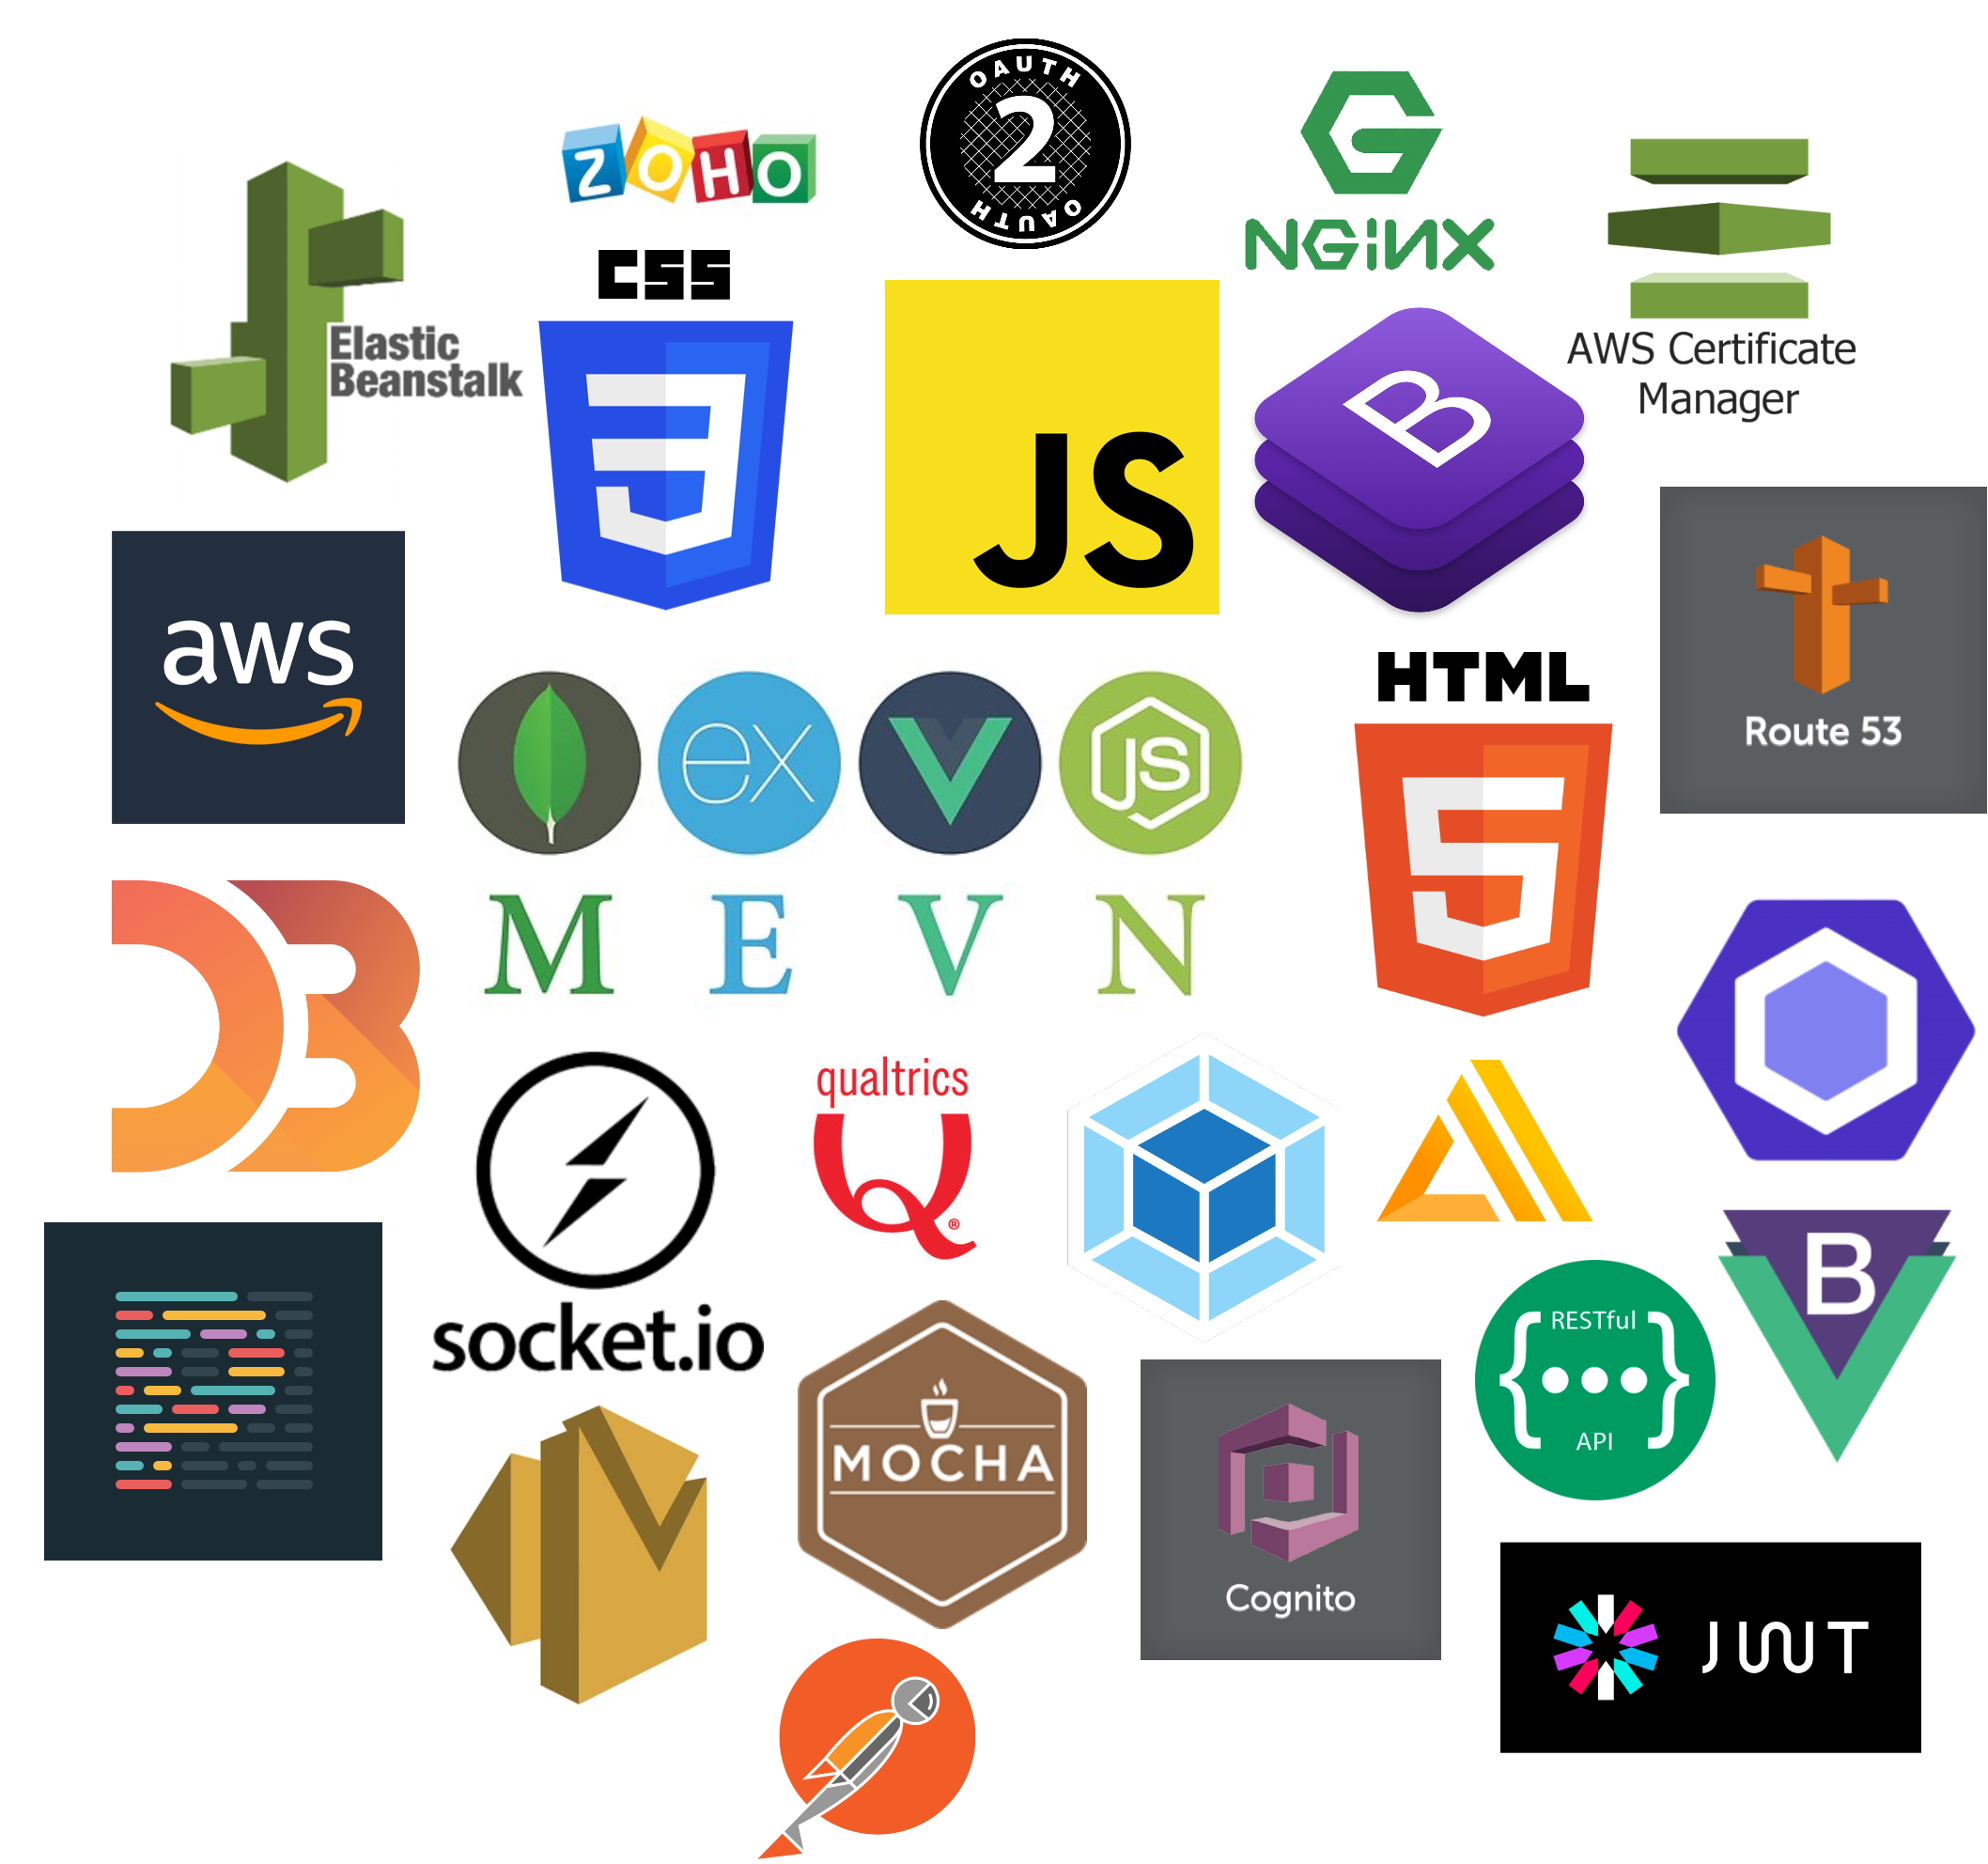 OAUTH
2
OAUTH
ZOHO
NGiNX
CSS
Elastic
Beanstalk
AWS Certificate
Manager
JS
B
aws
HTML
Route 53
ex
JS
M E V N
qualtrics
Q®
socket.io
B
RESTful
API
MOCHA
Cognito
JWT